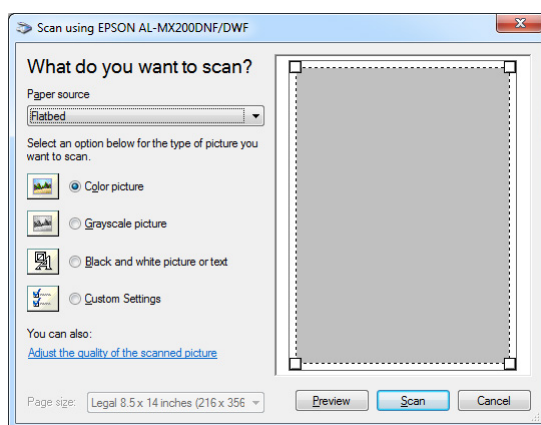 Scan using EPSON AL-MX200DNF/DWF
What do you want to scan?
Paper source
Flatbed
Select an option below for the type of picture you
want to scan.
Color picture
Grayscale picture
Black and white picture or text
Custom Settings
You can also:
Adjust the quality of the scanned picture
Page size:
Legal 8.5 x 14 inches (216 x 356
Preview
Scan
Cancel